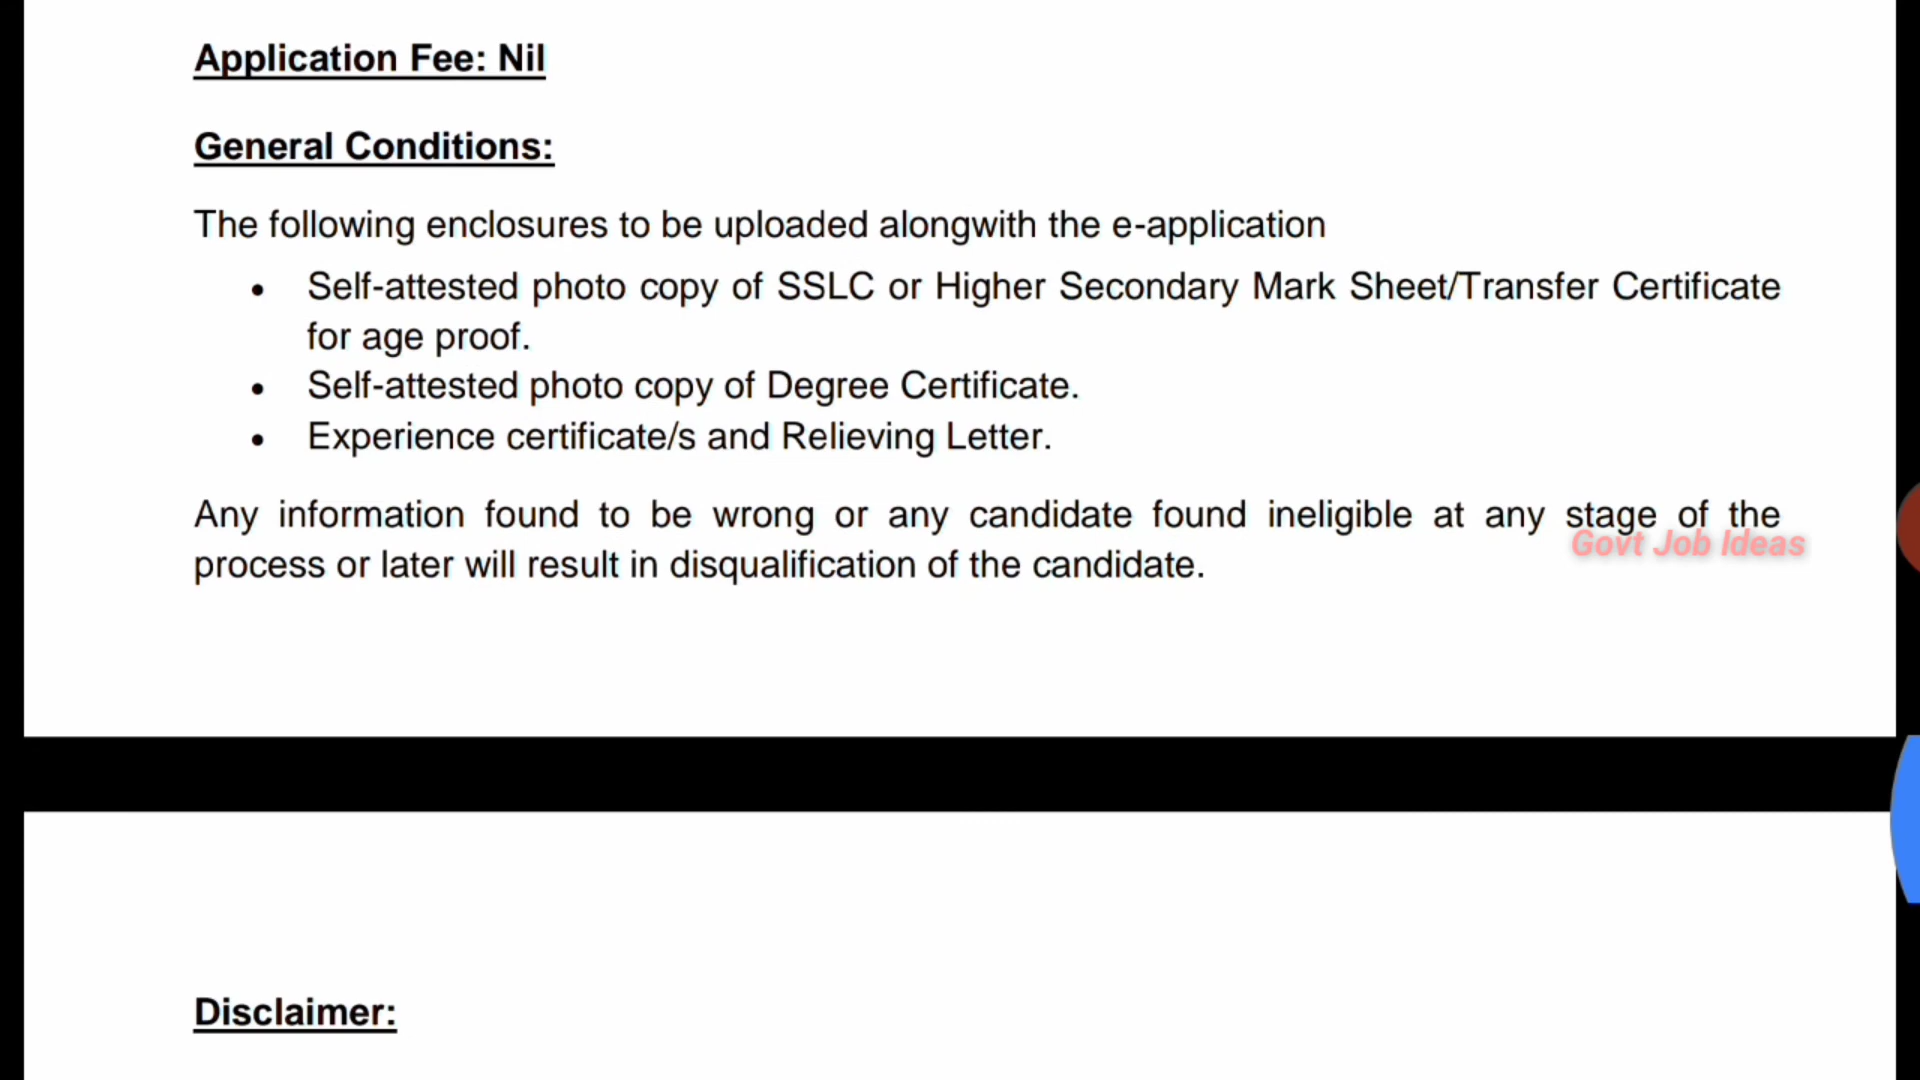 Application Fee: Nil
General Conditions:
The following enclosures to be uploaded alongwith the e-application
• Self-attested photo copy of SSLC or Higher Secondary Mark Sheet/Transfer Certificate
for age proof.
• Self-attested photo copy of Degree Certificate.
• Experience certificate/s and Relieving Letter.
Any information found to be wrong or any candidate found ineligible at any stage of the
Govt Job Ideas
process or later will result in disqualification of the candidate.
Disclaimer: